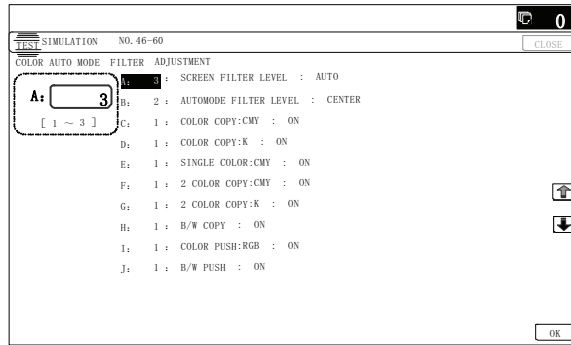 0
TEST SIMULATION NO.46-60
CLOSE
COLOR AUTO MODE FILTER ADJUSTMENT
A: 3
[ 1 ~ 3 ]
A: 3 : SCREEN FILTER LEVEL : AUTO
B: 2 : AUTOMODE FILTER LEVEL : CENTER
C: 1 : COLOR COPY:CMY : ON
D: 1 : COLOR COPY:K : ON
E: 1 : SINGLE COLOR:CMY : ON
F: 1 : 2 COLOR COPY:CMY : ON
G: 1 : 2 COLOR COPY:K : ON
H: 1 : B/W COPY : ON
I: 1 : COLOR PUSH:RGB : ON
J: 1 : B/W PUSH : ON
OK